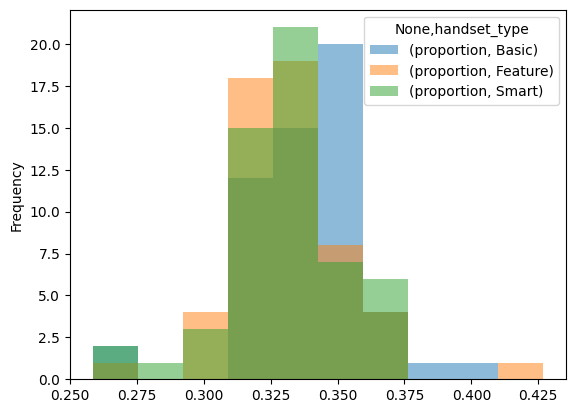 None,handset_type
(proportion, Basic)
(proportion, Feature)
(proportion, Smart)
Frequency
20.0
17.5
15.0
12.5
10.0
7.5
5.0
2.5
0.0
0.250 0.275 0.300 0.325 0.350 0.375 0.400 0.425